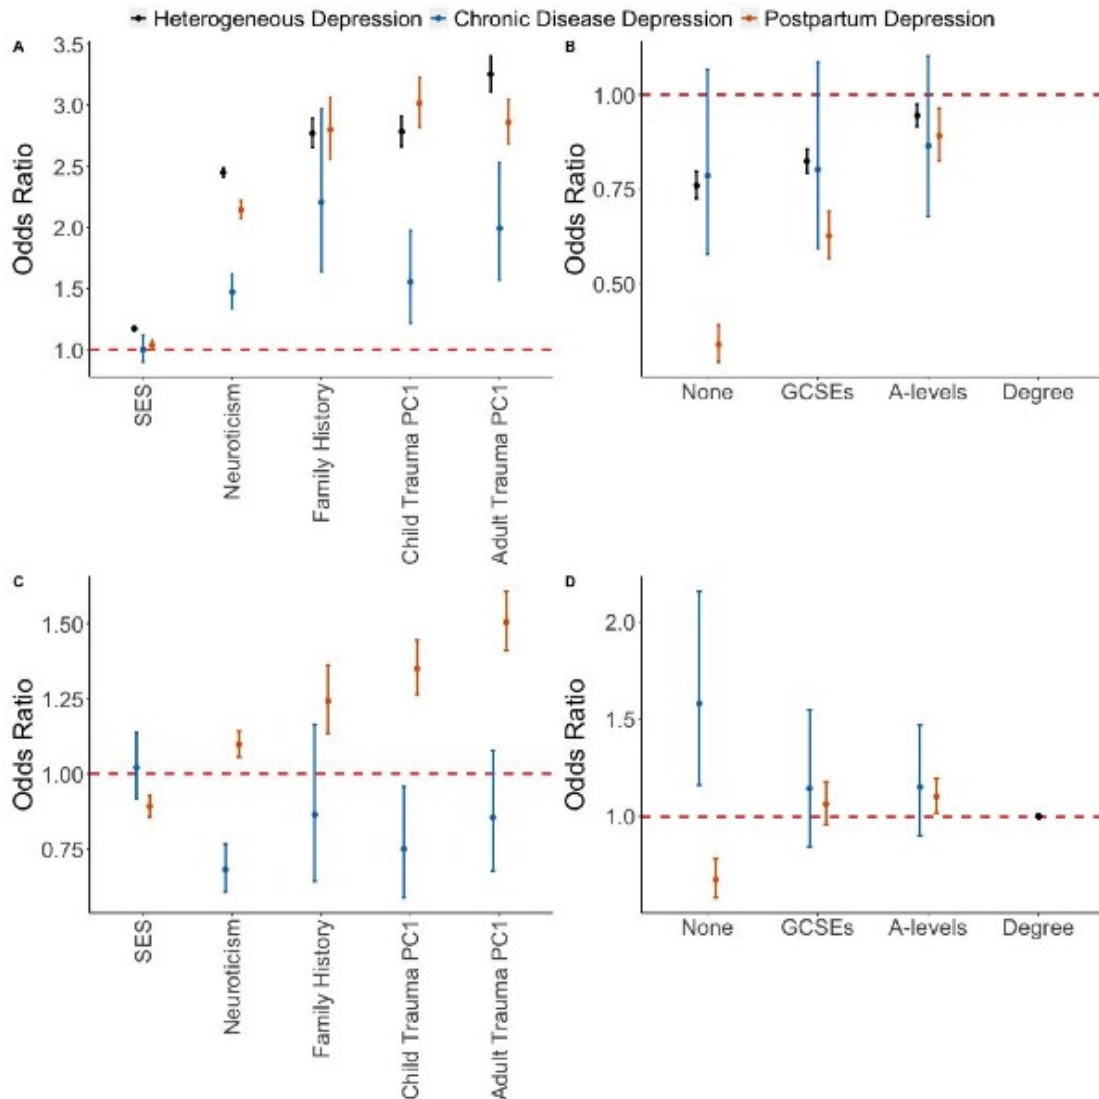 Heterogeneous Depression Chronic Disease Depression Postpartum Depression
A
Odds Ratio
3.5
3.0
2.5
2.0
1.5
1.0
SES
Neuroticism
Family History
Child Trauma PC1
Adult Trauma PC1
B
Odds Ratio
1.00
0.75
0.50
None GCSEs A-levels Degree
C
Odds Ratio
1.50
1.25
1.00
0.75
SES
Neuroticism
Family History
Child Trauma PC1
Adult Trauma PC1
D
Odds Ratio
2.0
1.5
1.0
None GCSEs A-levels Degree